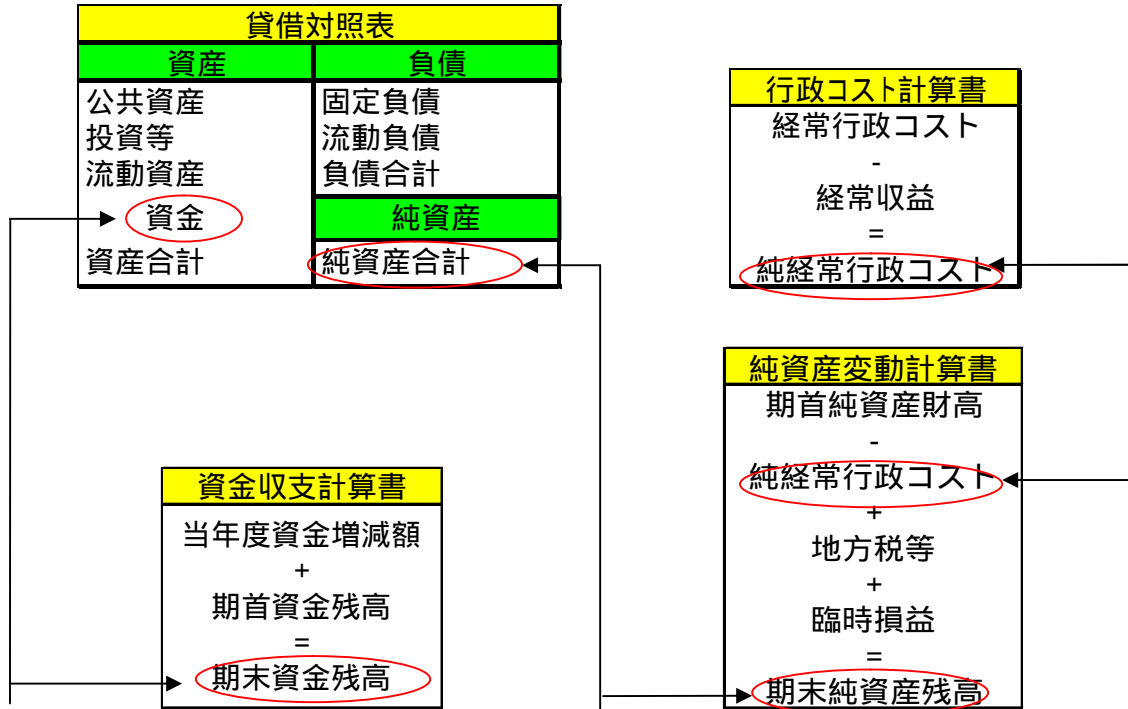 貸借対照表
資産
負債
公共資産
投資等
流動資産
資金
資産合計
固定負債
流動負債
負債合計
純資産
純資産合計
行政コスト計算書
経常行政コスト
-
経常収益
=
純経常行政コスト
資金収支計算書
当年度資金増減額
+
期首資金残高
=
期末資金残高
純資産変動計算書
期首純資産財高
-
純経常行政コスト
+
地方税等
+
臨時損益
=
期末純資産残高